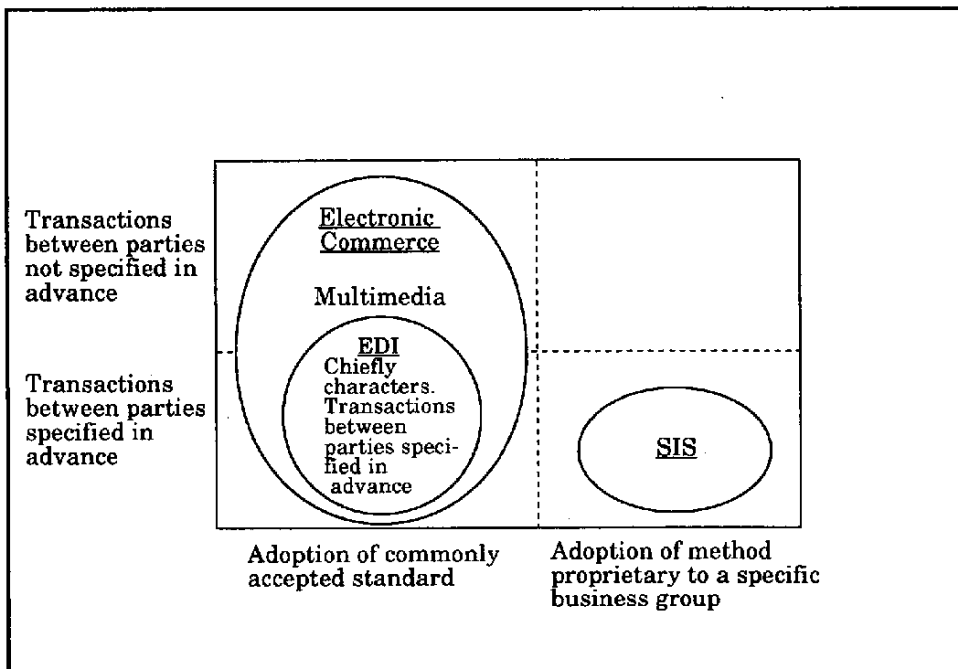 Transactions
between parties
not specified in
advance
Electronic
Commerce
Multimedia
EDI
Chiefly
characters.
Transactions
between
parties speci-
fied in
advance
Transactions
between parties
specified in
advance
SIS
Adoption of commonly
accepted standard
Adoption of method
proprietary to a specific
business group